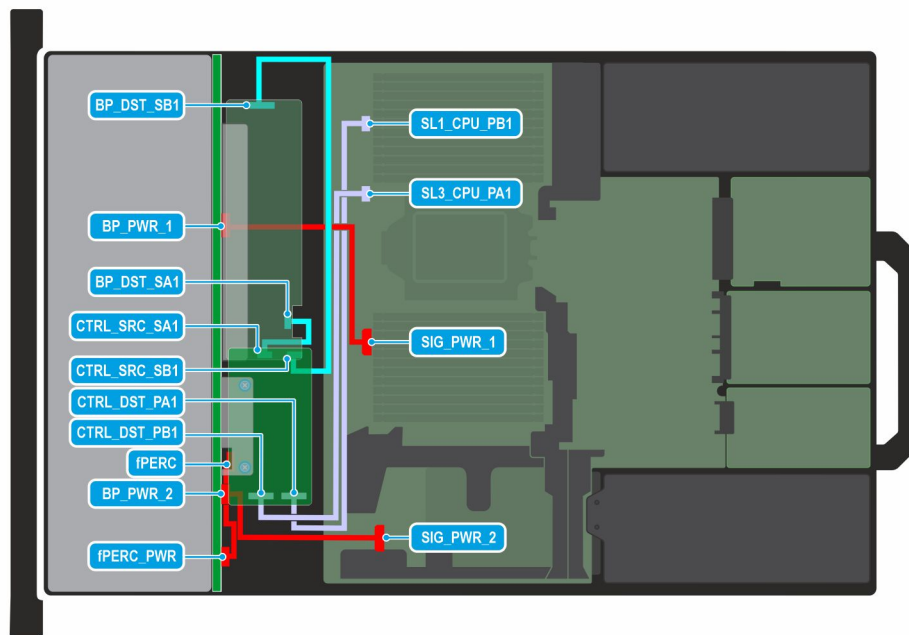 BP_DST_SB1
BP_PWR_1
BP_DST_SA1
CTRL_SRC_SA1
CTRL_SRC_SB1
CTRL_DST_PA1
CTRL_DST_PB1
fPERC
BP_PWR_2
fPERC_PWR
SL1_CPU_PB1
SL3_CPU_PA1
SIG_PWR_1
SIG_PWR_2